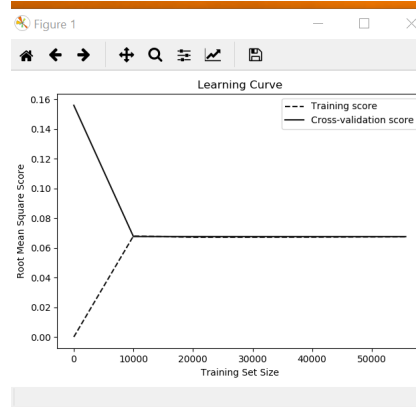 Figure 1
Learning Curve
0.16
0.14
0.12
0.10
0.08
0.06
0.04
0.02
0.00
Root Mean Square Score
Training score
Cross-validation score
0 10000 20000 30000 40000 50000
Training Set Size